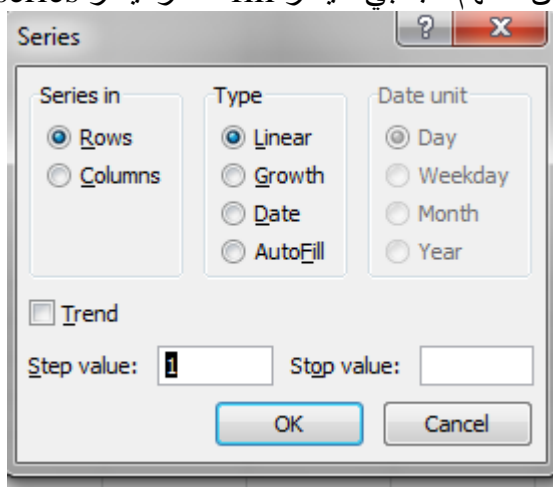 series
Series
Series in
Rows
Columns
Type
Linear
Growth
Date
AutoFill
Date unit
Day
Weekday
Month
Year
Trend
Step value: 1
Stop value:
OK
Cancel